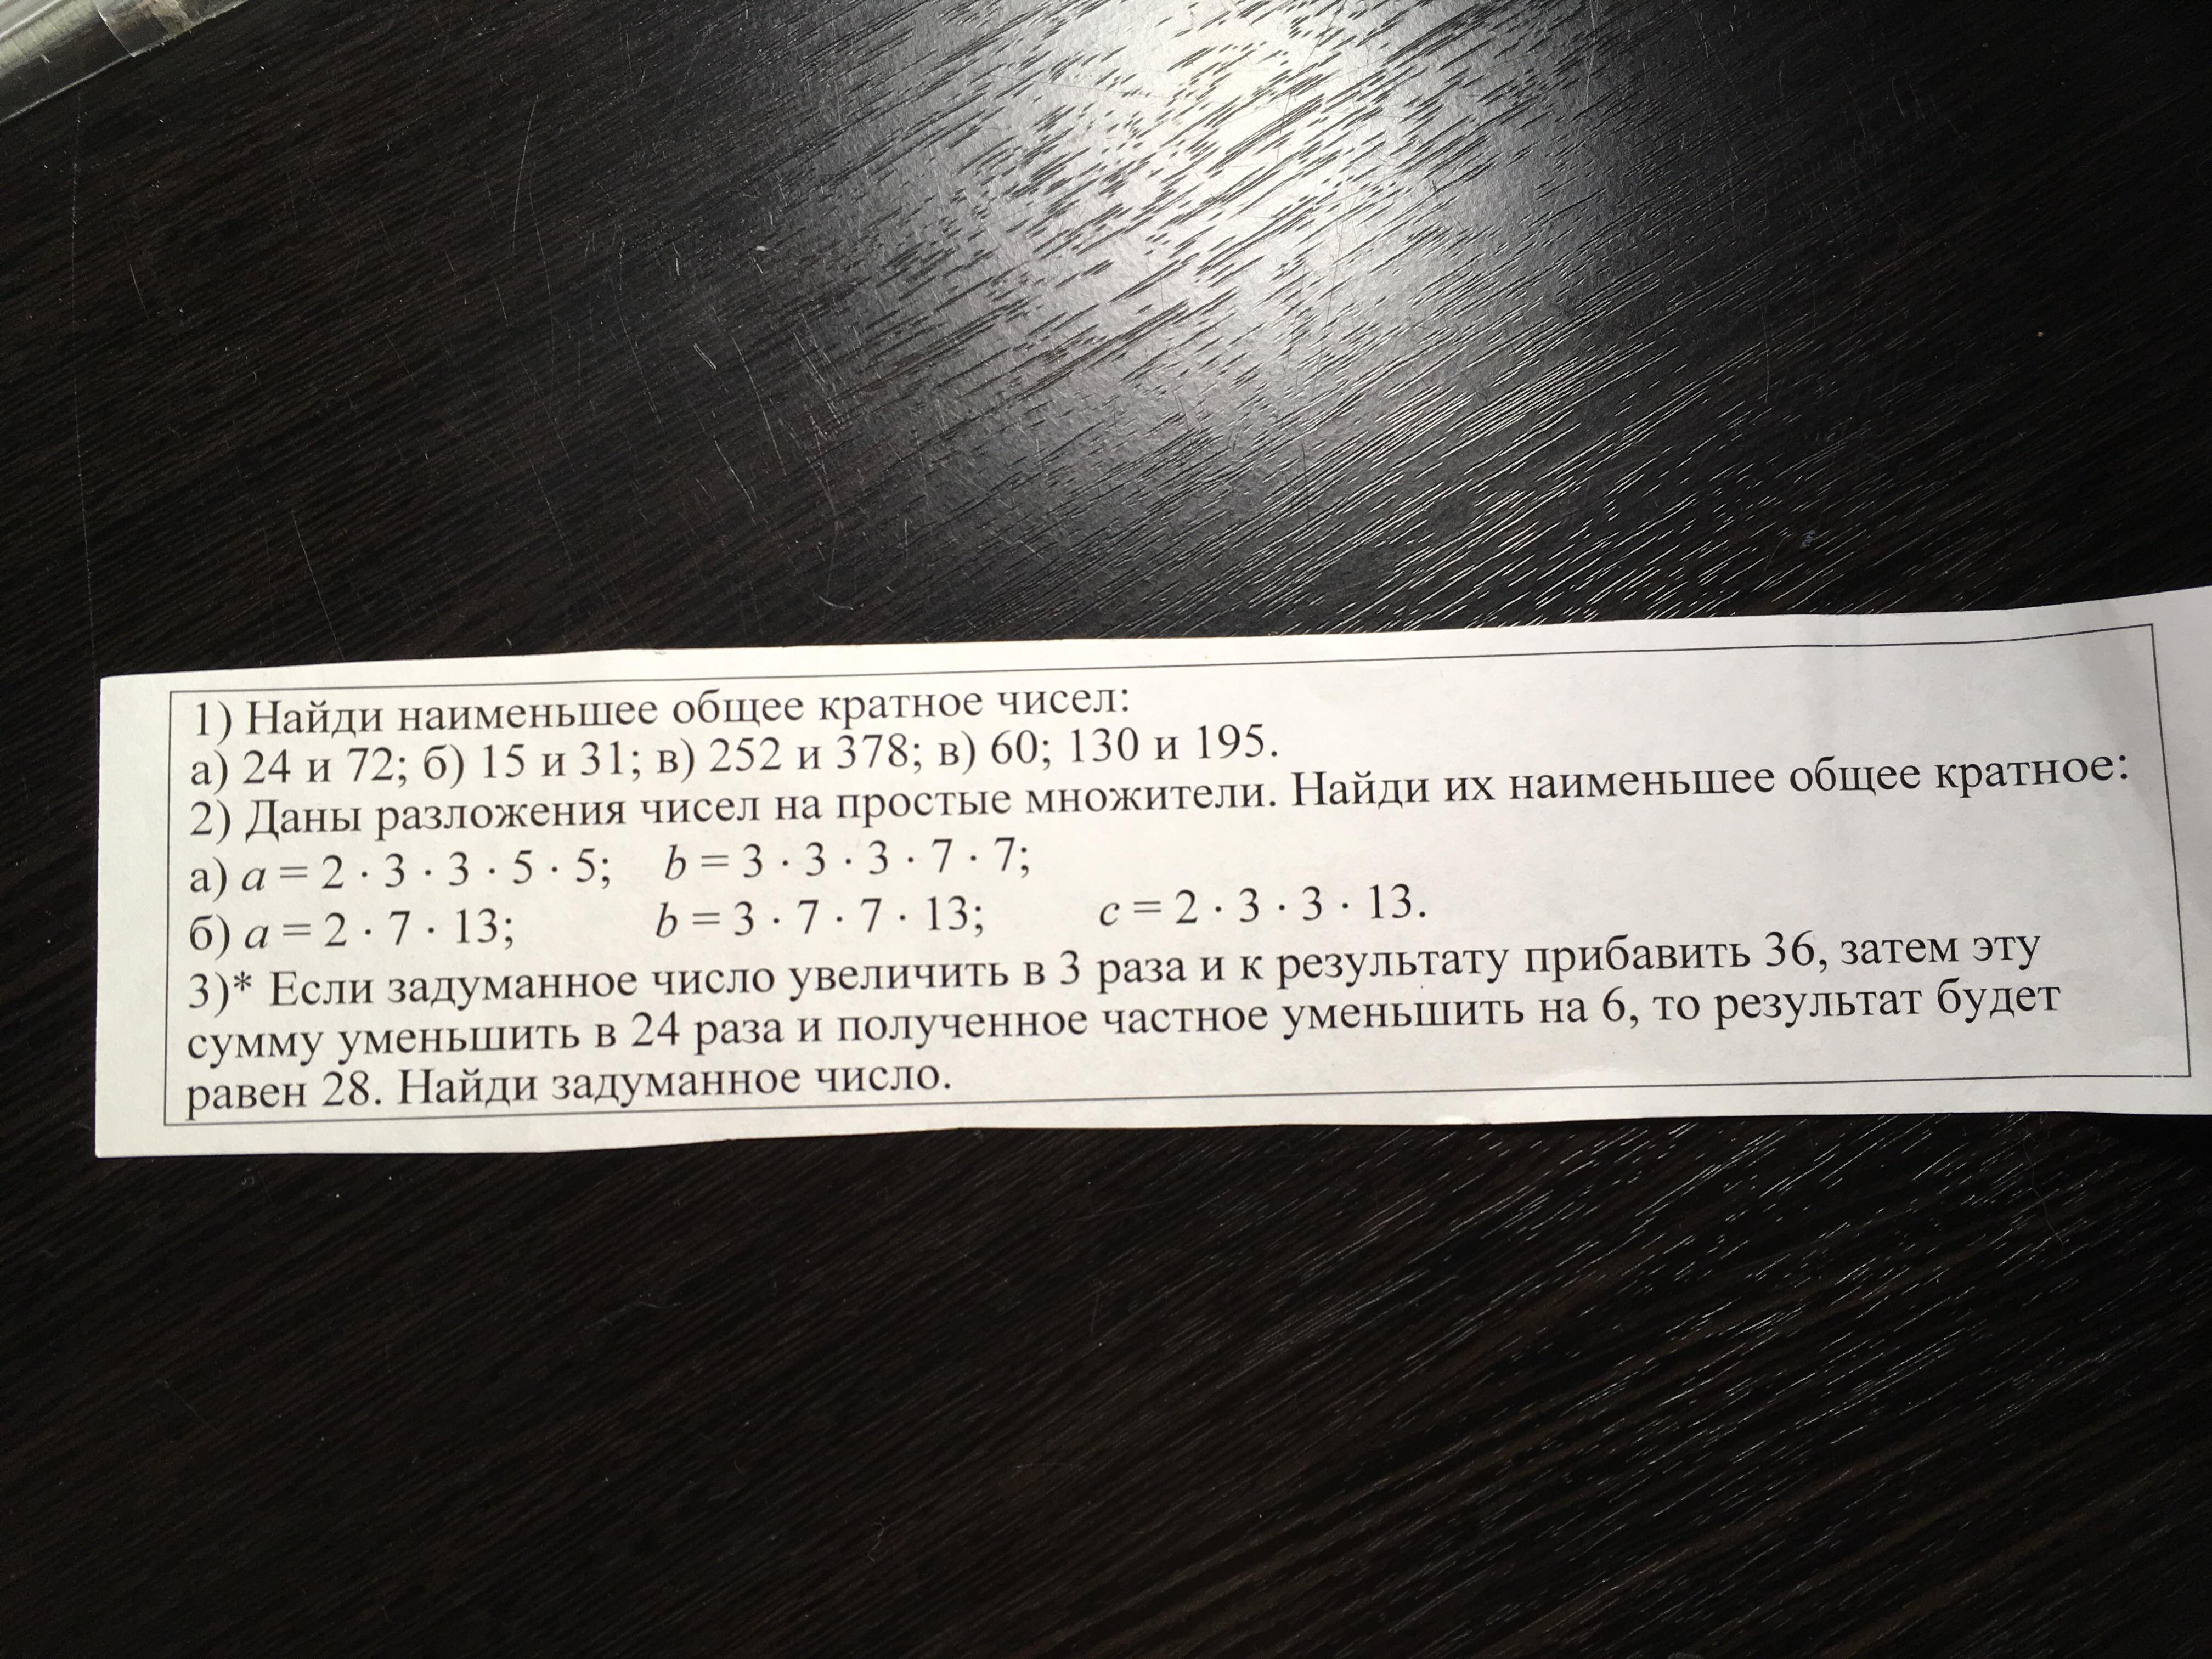 1) Найди наименьшее общее кратное чисел:
а) 24 и 72; б) 15 и 31; в) 252 и 378; в) 60; 130 и 195.
2) Даны разложения чисел на простые множители. Найди их наименьшее общее кратное:
а) a = 2 · 3 · 3 · 5 · 5; b = 3 · 3 · 3 · 7 · 7;
б) a = 2 · 7 · 13; b = 3 · 7 · 7 · 13; c = 2 · 3 · 3 · 13.
3)* Если задуманное число увеличить в 3 раза и к результату прибавить 36, затем эту
сумму уменьшить в 24 раза и полученное частное уменьшить на 6, то результат будет
равен 28. Найди задуманное число.